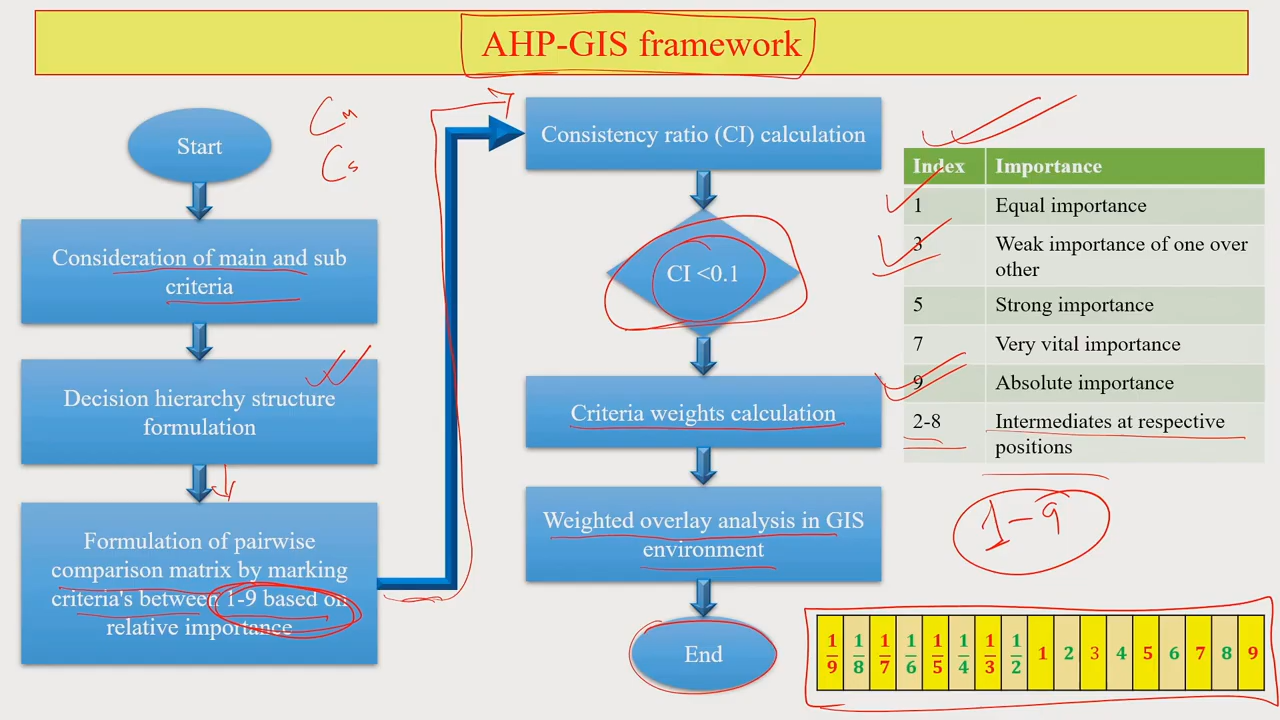 AHP-GIS framework
Start
C_M
C_S
Consideration of main and sub
criteria
Decision hierarchy structure
formulation
Formulation of pairwise
comparison matrix by marking
criteria's between 1-9 based on
relative importance
Consistency ratio (CI) calculation
CI <0.1
Criteria weights calculation
Weighted overlay analysis in GIS
environment
End
Index Importance
1 Equal importance
3 Weak importance of one over
other
5 Strong importance
7 Very vital importance
9 Absolute importance
2-8 Intermediates at respective
positions
1-9
1/9 1/8 1/7 1/6 1/5 1/4 1/3 1/2 1 2 3 4 5 6 7 8 9